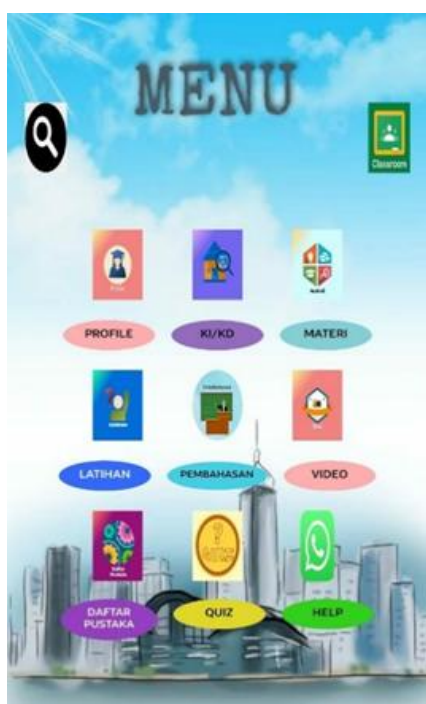 MENU
Classroom
PROFILE
KI/KD
MATERI
LATIHAN
PEMBAHASAN
VIDEO
DAFTAR
PUSTAKA
QUIZ
HELP